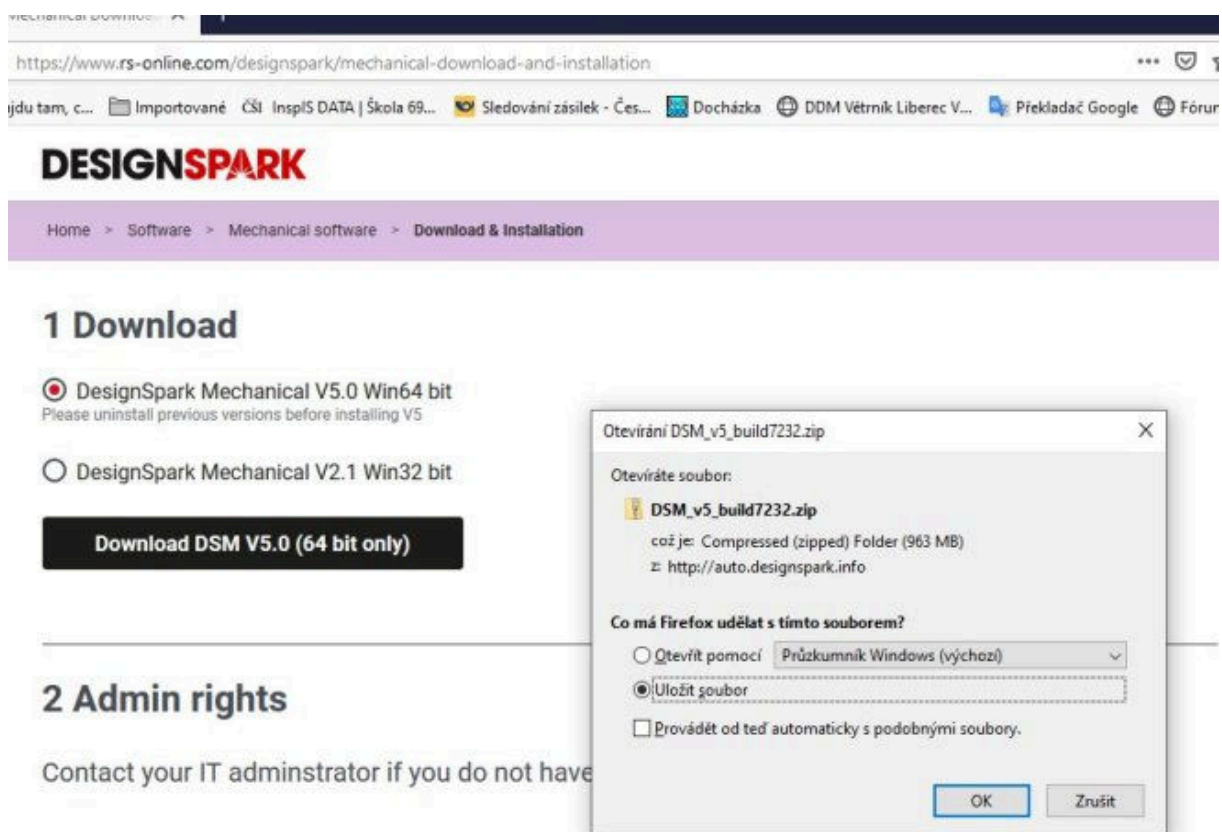 https://www.rs-online.com/designspark/mechanical-download-and-installation
jdu tam, c... Importované ČŠI InspIS DATA | Škola 69... Sledování zásilek - Čes... Docházka DDM Větrník Liberec V... Překladač Google Fórum
DESIGNSPARK
Home > Software > Mechanical software > Download & Installation
1 Download
DesignSpark Mechanical V5.0 Win64 bit
Please uninstall previous versions before installing V5
DesignSpark Mechanical V2.1 Win32 bit
Download DSM V5.0 (64 bit only)
Otevírání DSM_v5_build7232.zip
Otevíráte soubor:
DSM_v5_build7232.zip
což je: Compressed (zipped) Folder (963 MB)
z: http://auto.designspark.info
Co má Firefox udělat s tímto souborem?
Otevřít pomocí Průzkumník Windows (výchozí)
Uložit soubor
Provádět od teď automaticky s podobnými soubory.
OK Zrušit
2 Admin rights
Contact your IT adminstrator if you do not have